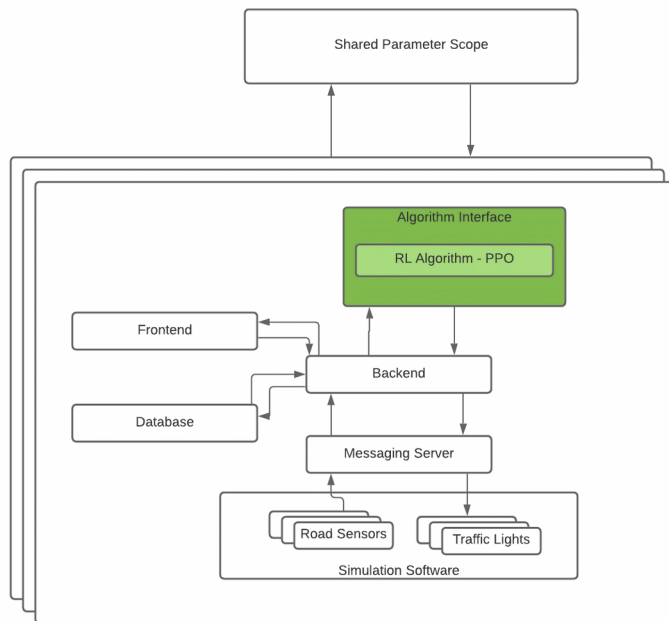 Shared Parameter Scope
Algorithm Interface
RL Algorithm - PPO
Frontend
Backend
Database
Messaging Server
Road Sensors
Traffic Lights
Simulation Software